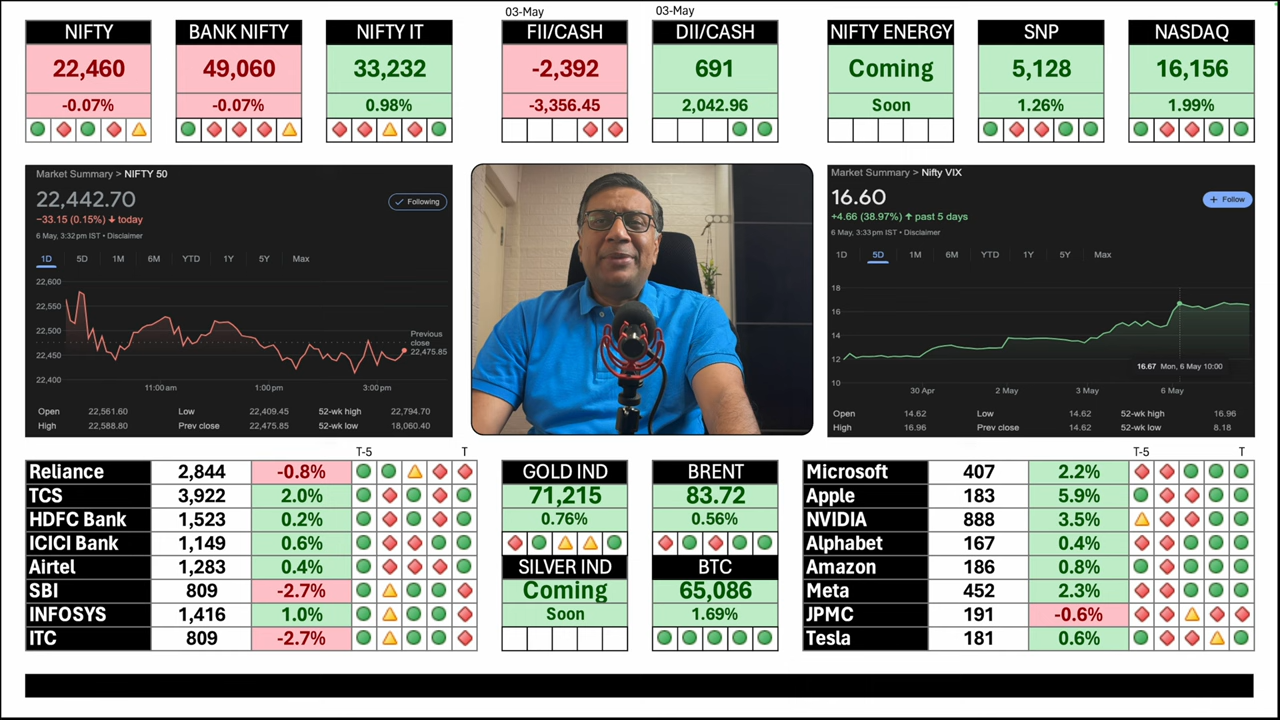 03-May
03-May
NIFTY
BANK NIFTY
NIFTY IT
FII/CASH
DII/CASH
NIFTY ENERGY
SNP
NASDAQ
22,460
49,060
33,232
-2,392
691
Coming
5,128
16,156
-0.07%
-0.07%
0.98%
-3,356.45
2,042.96
Soon
1.26%
1.99%
Market Summary > NIFTY 50
22,442.70
Following
−33.15 (0.15%) ↓ today
6 May, 3:32 pm IST • Disclaimer
1D 5D 1M 6M YTD 1Y 5Y Max
22,600
22,550
22,500
22,450
22,400
Previous
close
22,475.85
11:00 am 1:00 pm 3:00 pm
Open 22,561.60 Low 22,409.45 52-wk high 22,794.70
High 22,588.80 Prev close 22,475.85 52-wk low 18,060.40
Market Summary > Nifty VIX
16.60
+ Follow
+4.66 (38.97%) ↑ past 5 days
6 May, 3:33 pm IST • Disclaimer
1D 5D 1M 6M YTD 1Y 5Y Max
18
16
14
12
10
16.67 Mon, 6 May 10:00
30 Apr 2 May 3 May 6 May
Open 14.62 Low 14.62 52-wk high 16.96
High 16.96 Prev close 14.62 52-wk low 8.18
T-5 T
Reliance 2,844 -0.8%
TCS 3,922 2.0%
HDFC Bank 1,523 0.2%
ICICI Bank 1,149 0.6%
Airtel 1,283 0.4%
SBI 809 -2.7%
INFOSYS 1,416 1.0%
ITC 809 -2.7%
GOLD IND
71,215
0.76%
SILVER IND
Coming
Soon
BRENT
83.72
0.56%
BTC
65,086
1.69%
T-5 T
Microsoft 407 2.2%
Apple 183 5.9%
NVIDIA 888 3.5%
Alphabet 167 0.4%
Amazon 186 0.8%
Meta 452 2.3%
JPMC 191 -0.6%
Tesla 181 0.6%